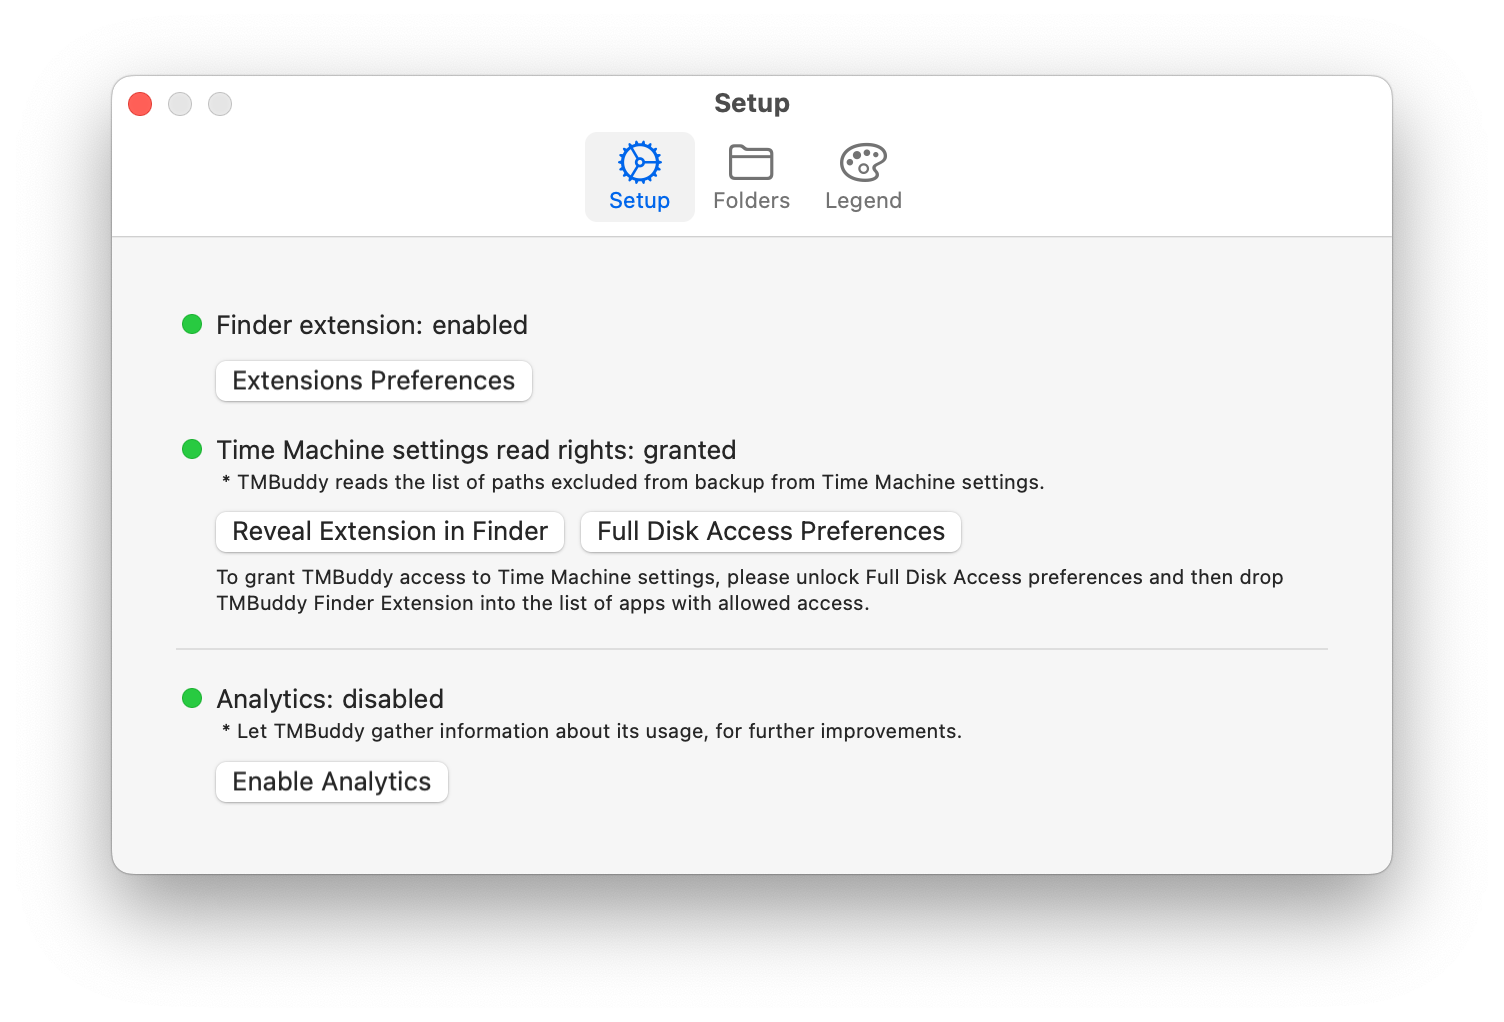 Setup
Setup Folders Legend
Finder extension: enabled
Extensions Preferences
Time Machine settings read rights: granted
* TMBuddy reads the list of paths excluded from backup from Time Machine settings.
Reveal Extension in Finder Full Disk Access Preferences
To grant TMBuddy access to Time Machine settings, please unlock Full Disk Access preferences and then drop
TMBuddy Finder Extension into the list of apps with allowed access.
Analytics: disabled
* Let TMBuddy gather information about its usage, for further improvements.
Enable Analytics